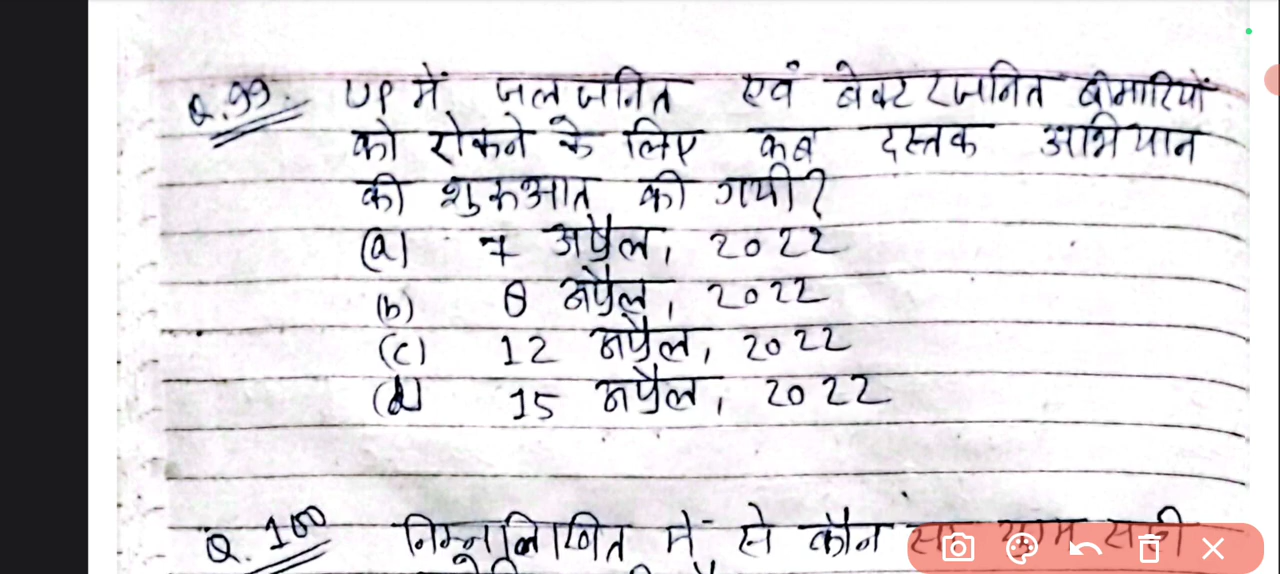 Q.99. UP में जलजनित एवं वेक्टरजनित बीमारियों
को रोकने के लिए कब दस्तक अभियान
की शुरुआत की गयी?
(a) 7 अप्रैल, 2022
(b) 8 अप्रैल, 2022
(c) 12 अप्रैल, 2022
(d) 15 अप्रैल, 2022
Q. 100 निम्नलिखित में से कौन सही